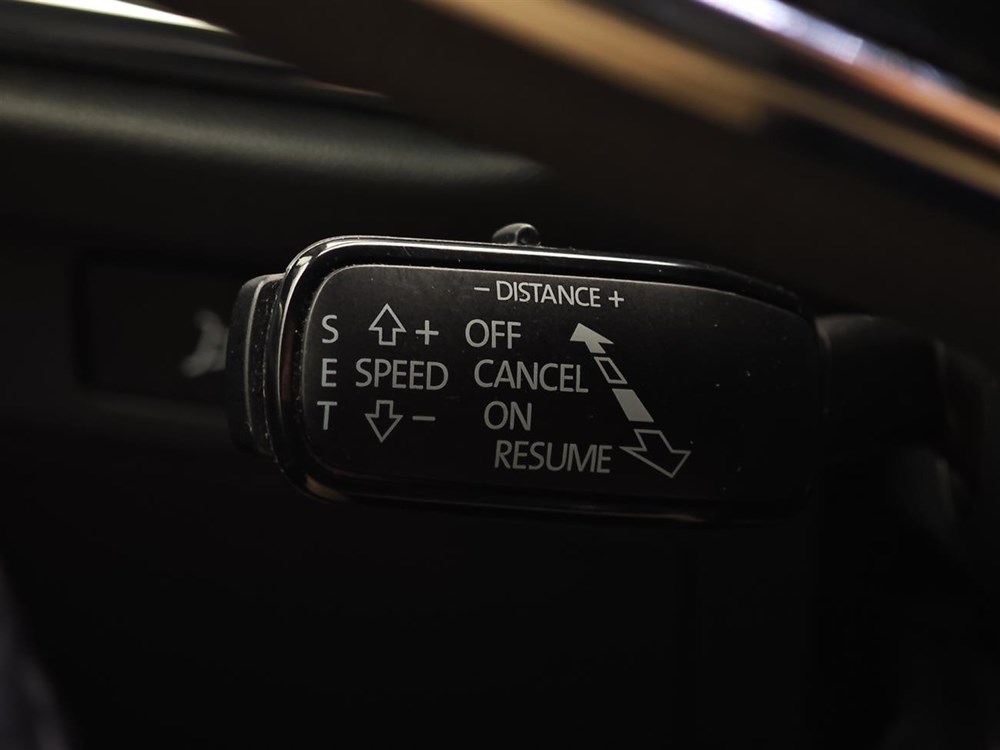 – DISTANCE +
S + OFF
E SPEED CANCEL
T – ON
RESUME